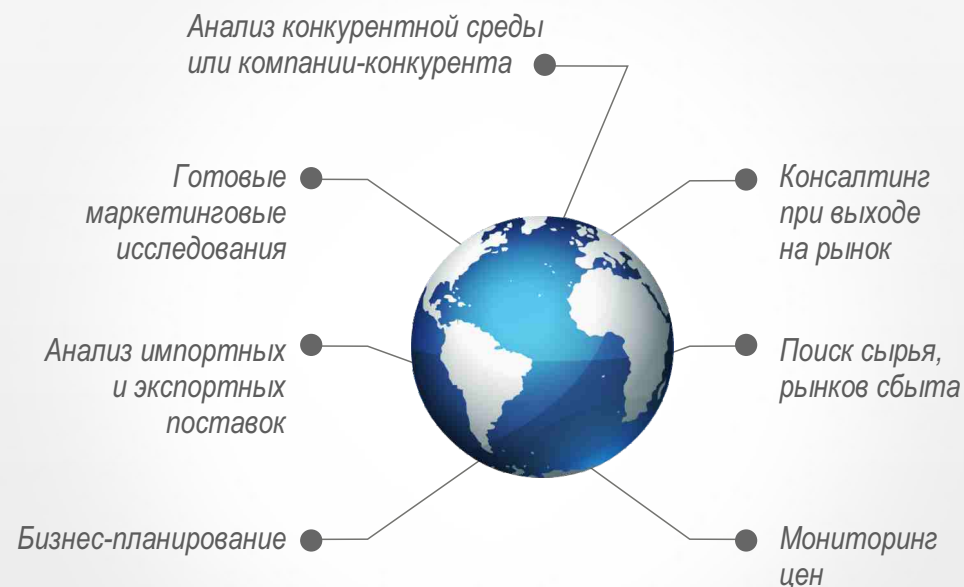 Анализ конкурентной среды
или компании-конкурента
Готовые
маркетинговые
исследования
Консалтинг
при выходе
на рынок
Анализ импортных
и экспортных
поставок
Поиск сырья,
рынков сбыта
Бизнес-планирование
Мониторинг
цен